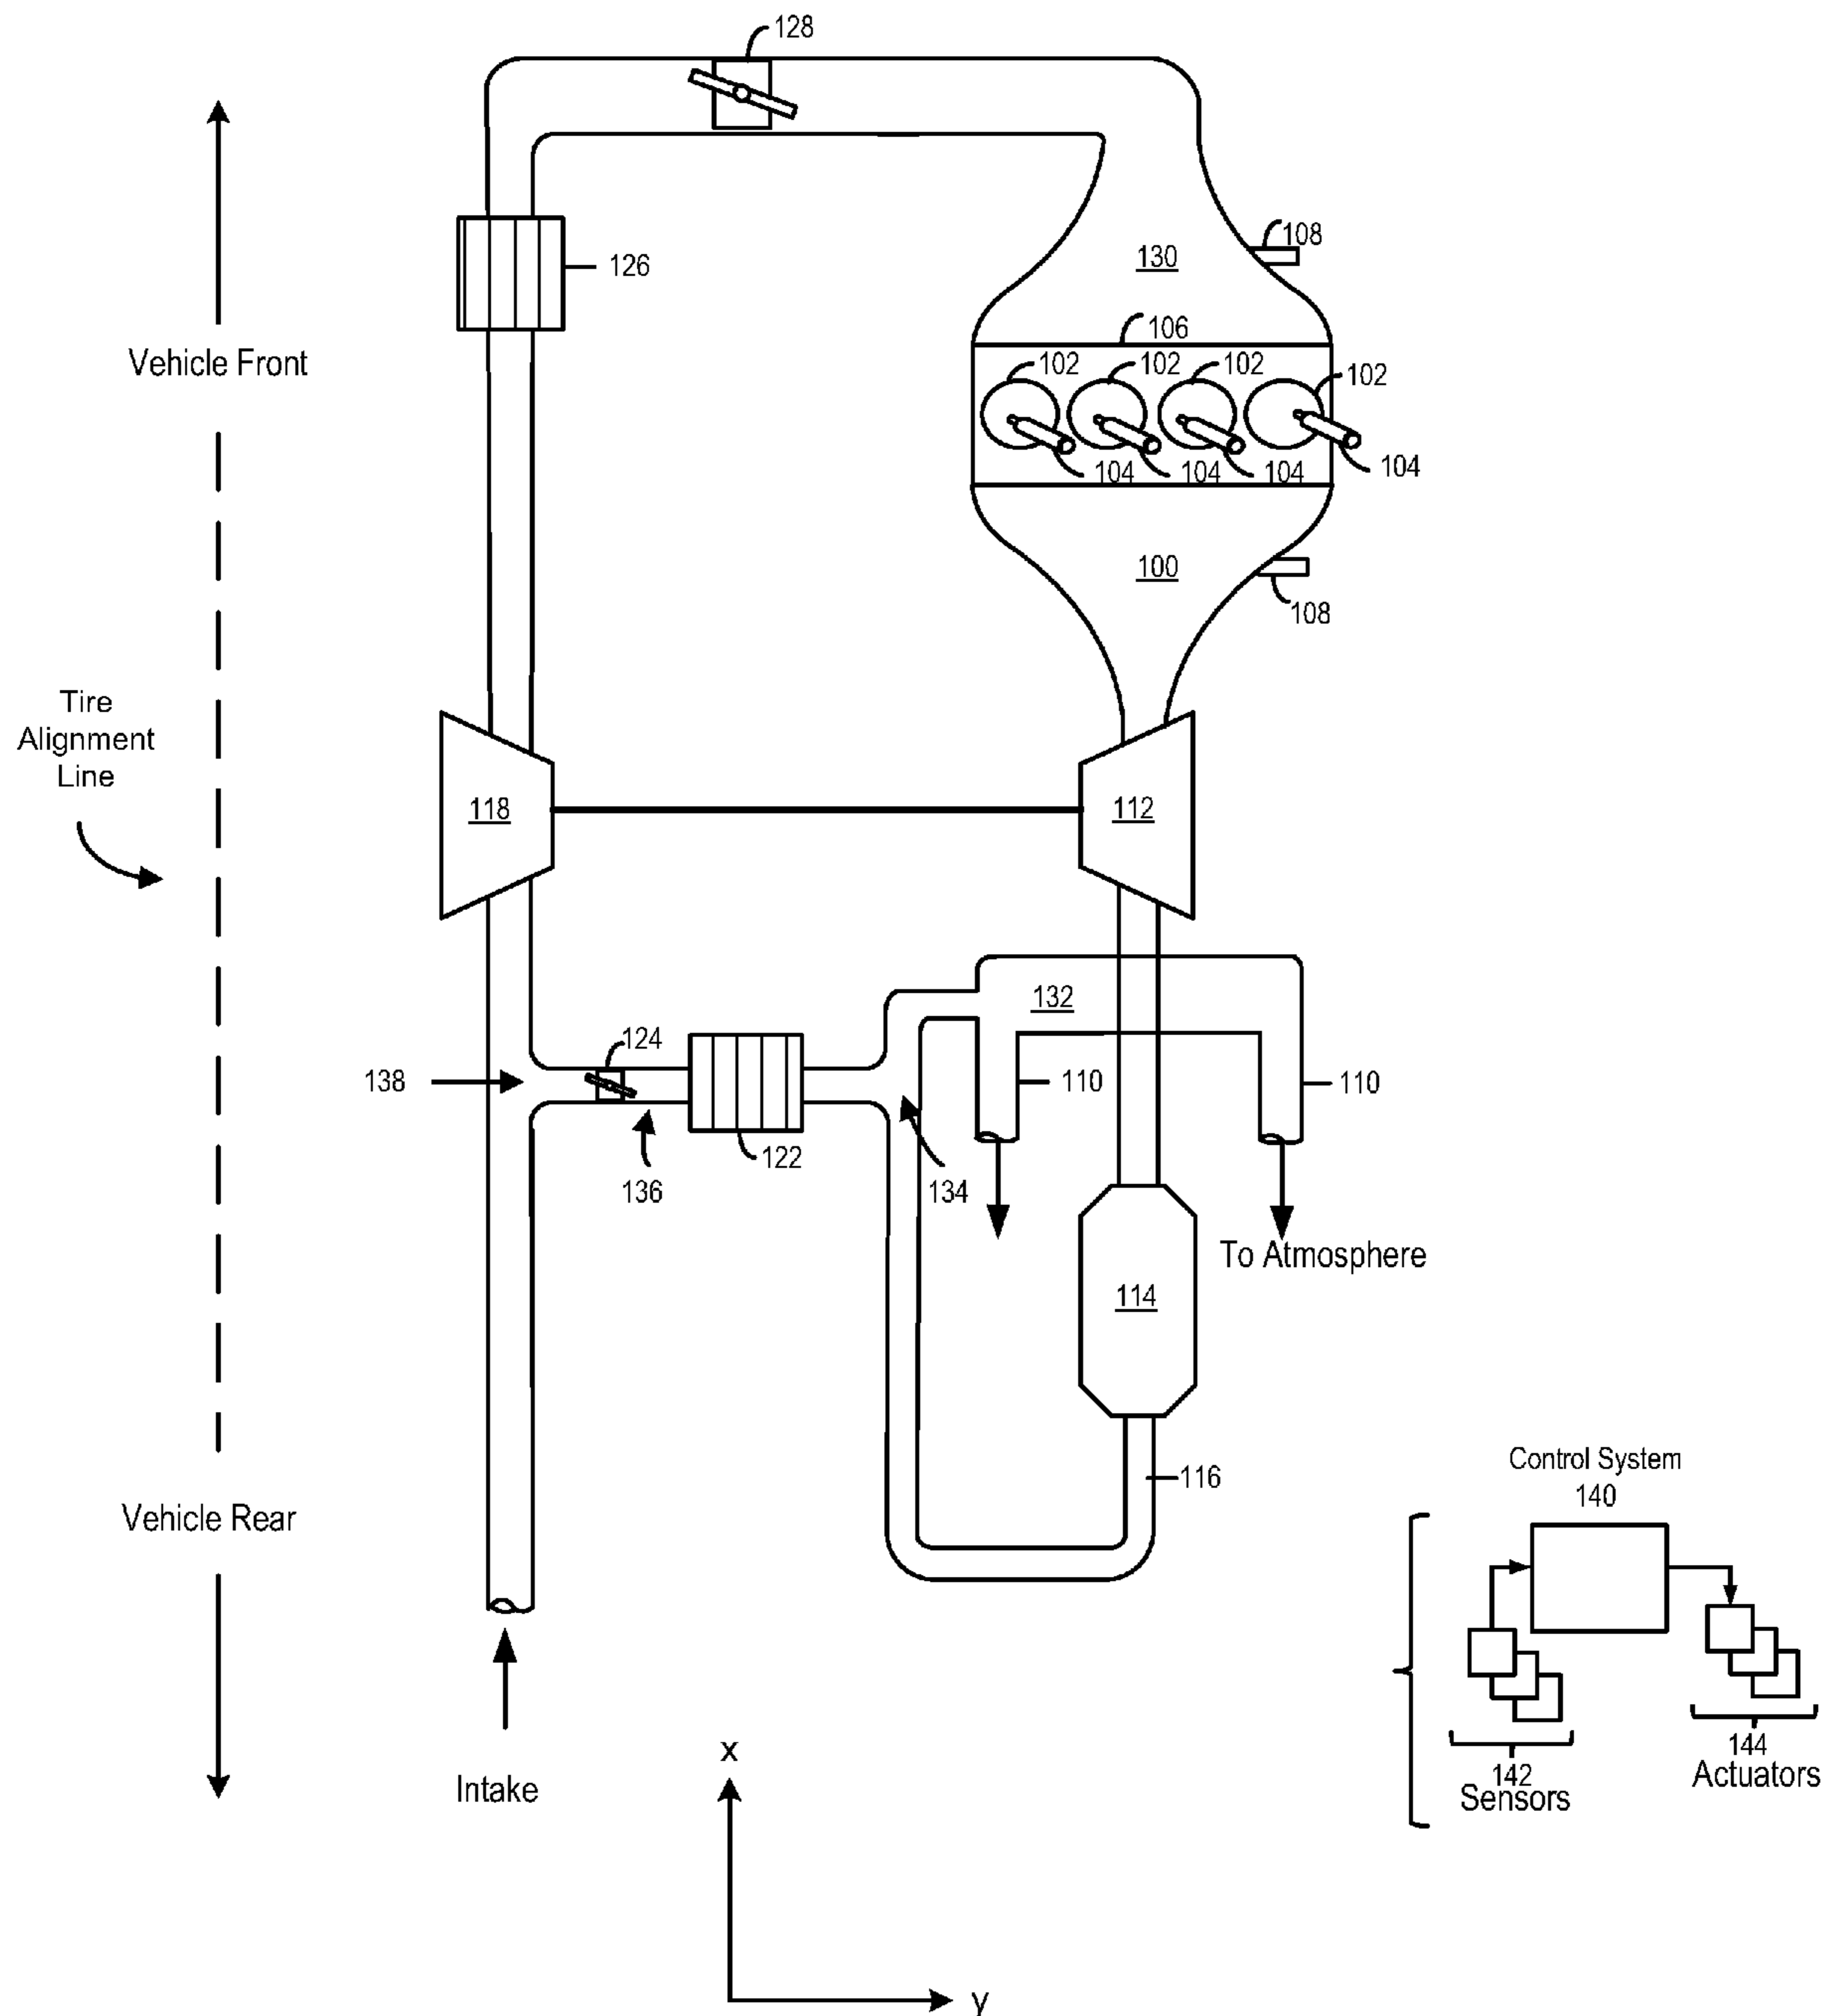 128
108
130
126
106
Vehicle Front
102
102
102
102
104
104
104
104
100
108
Tire
Alignment
Line
118
112
132
124
138
110
110
122
136
134
To Atmosphere
114
116
Control System
140
Vehicle Rear
x
144
142
Actuators
Intake
Sensors
y